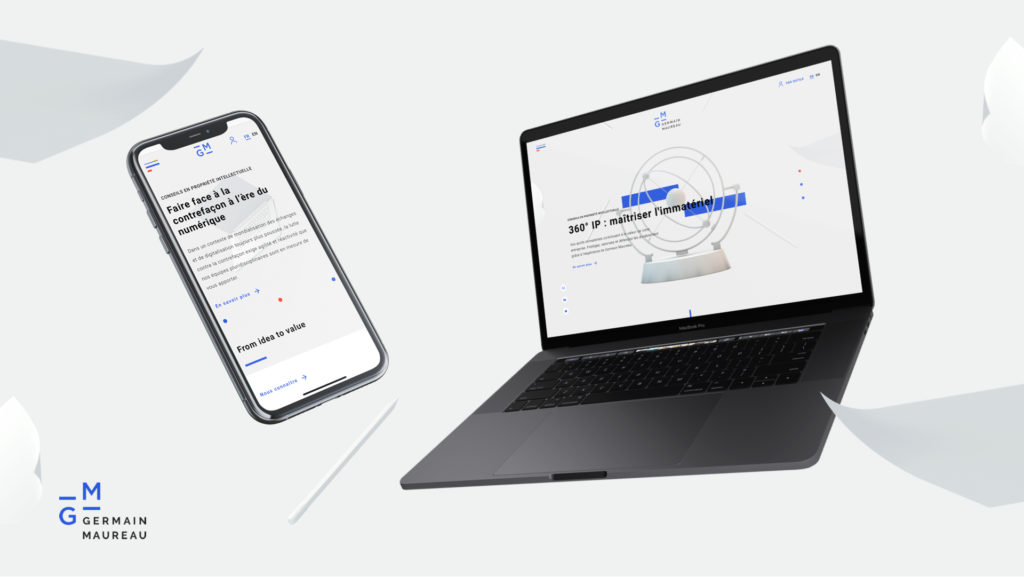 GM
FR EN
CONSEILS EN PROPRIÉTÉ INTELLECTUELLE
Faire face à la
contrefaçon à l'ère du
numérique
Dans un contexte de mondialisation des échanges
et de digitalisation toujours plus poussée, la lutte
contre la contrefaçon exige agilité et réactivité que
nos équipes pluridisciplinaires sont en mesure de
vous apporter.
En savoir plus
From idea to value
Nous connaître
GM
GERMAIN
MAUREAU
FR EN
CONSEILS EN PROPRIÉTÉ INTELLECTUELLE
360° IP : maîtriser l'immatériel
En savoir plus
MacBook Pro
GM
GERMAIN
MAUREAU